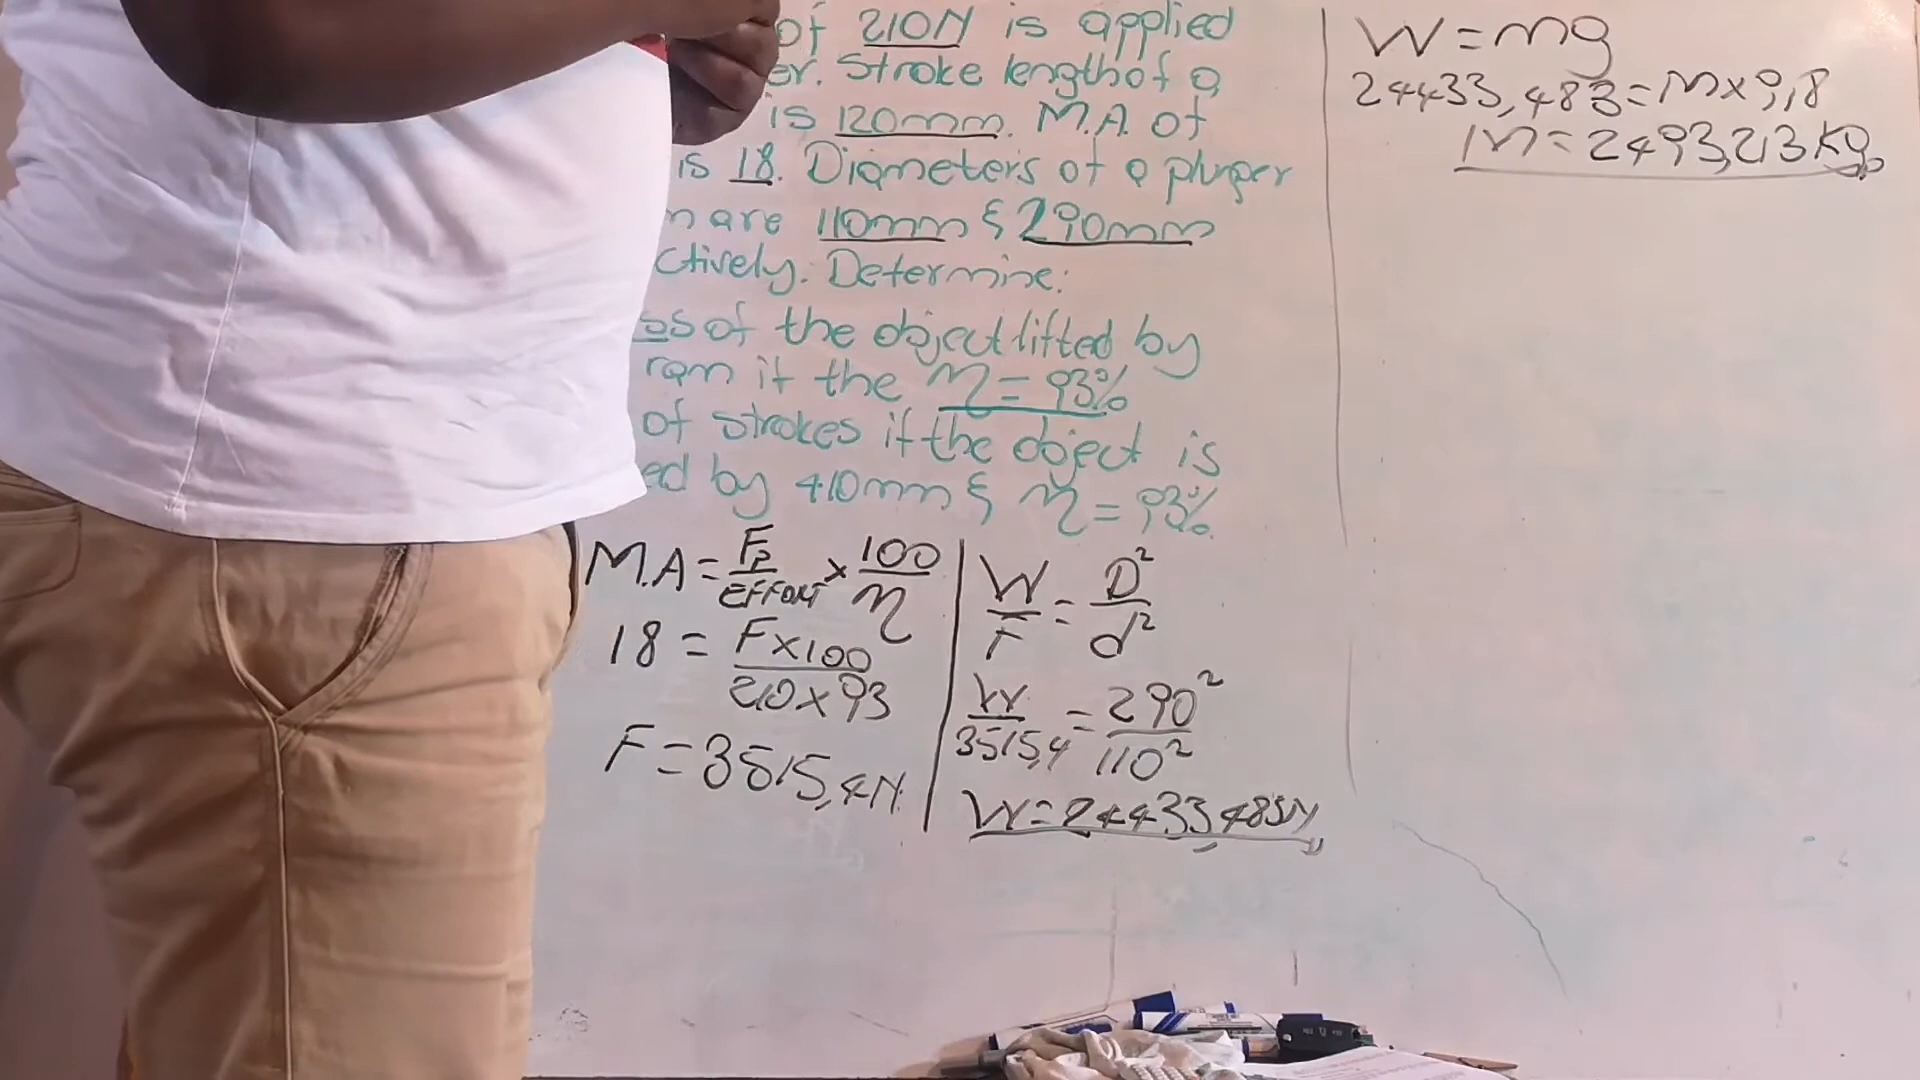 of 210N is applied
er. Stroke length of a
is 120mm. M.A. of
is 18. Diameters of a plunger
n are 110mm & 290mm
ctively. Determine:
ss of the object lifted by
ram if the η = 93%
of strokes if the object is
ed by 410mm & η = 93%.
M.A = Fp/EFFORT × 100/η
18 = F×100/210×93
F = 3515,4N
W/F = D²/d²
W/3515,4 = 290²/110²
W = 24433,483N
W = mg
24433,483 = m×9,8
m = 2493,213kg